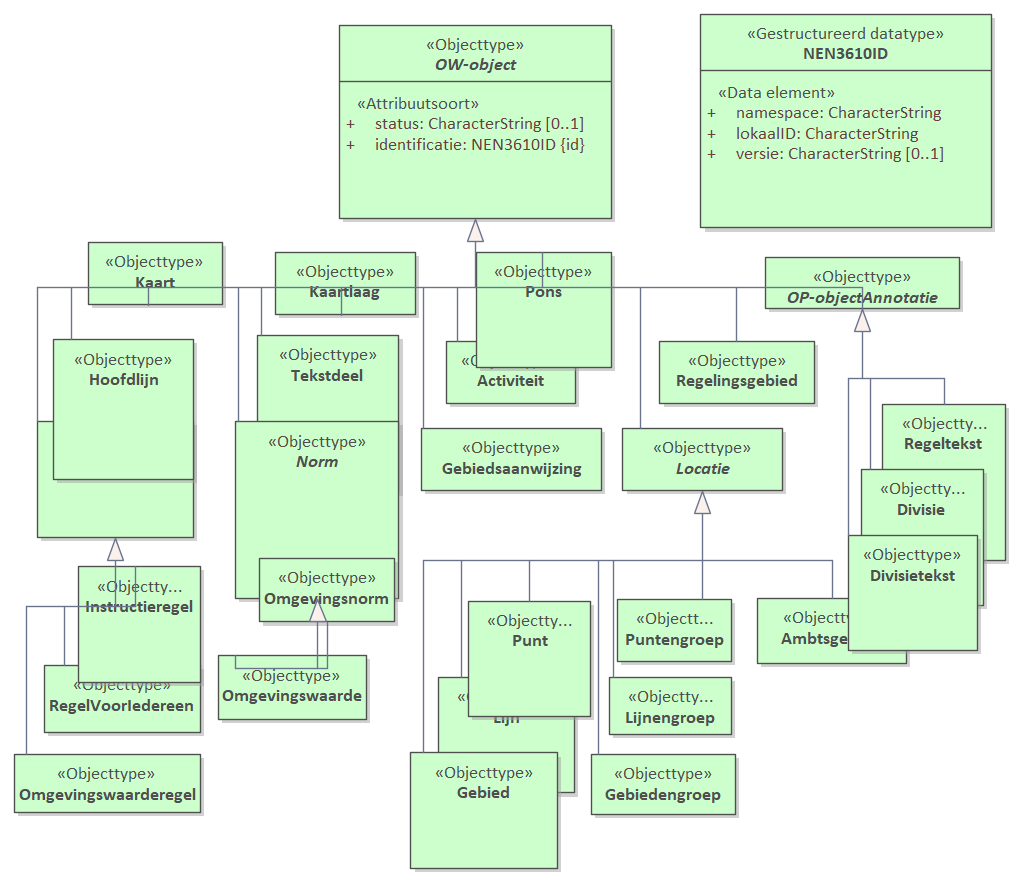 «Objecttype»
OW-object
«Attribuutsoort»
+ status: CharacterString [0..1]
+ identificatie: NEN3610ID {id}
«Gestructureerd datatype»
NEN3610ID
«Data element»
+ namespace: CharacterString
+ lokaalID: CharacterString
+ versie: CharacterString [0..1]
«Objecttype»
Kaart
«Objecttype»
Kaartlaag
«Objecttype»
Pons
«Objecttype»
OP-objectAnnotatie
«Objecttype»
Hoofdlijn
«Objecttype»
Tekstdeel
Activiteit
«Objecttype»
Regelingsgebied
«Objecttype»
Norm
«Objecttype»
Gebiedsaanwijzing
«Objecttype»
Locatie
«Objectty...
Regeltekst
«Objectty...
Divisie
«Objecttype»
Divisietekst
«Objectty...
Instructieregel
«Objecttype»
Omgevingsnorm
«Objecttype»
RegelVoorIedereen
«Objecttype»
Omgevingswaarde
«Objectty...
Punt
«Objectt...
Puntengroep
«Objectty
Ambtsge
Lijn
«Objectty...
Lijnengroep
«Objecttype»
Omgevingswaarderegel
«Objecttype»
Gebied
«Objecttype»
Gebiedengroep